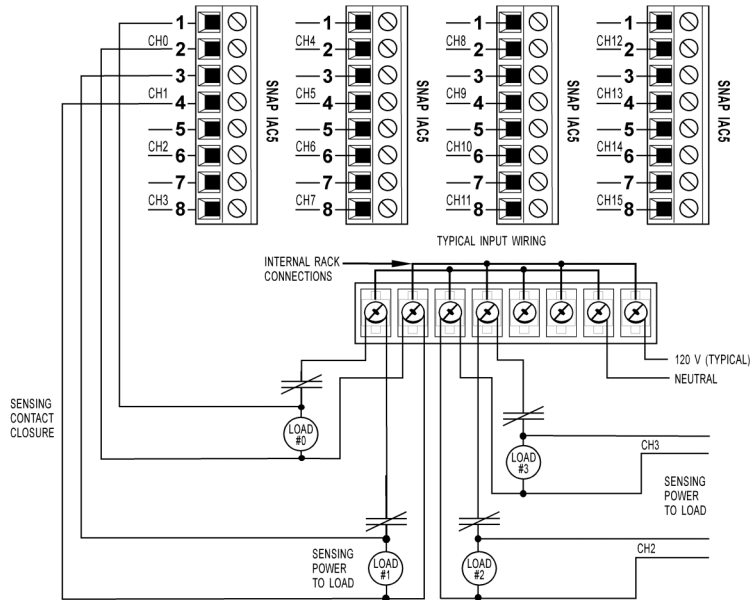 1
CH0 2
3
CH1 4
5
CH2 6
7
CH3 8
SNAP IAC5
1
CH4 2
3
CH5 4
5
CH6 6
7
CH7 8
SNAP IAC5
1
CH8 2
3
CH9 4
5
CH10 6
7
CH11 8
SNAP IAC5
1
CH12 2
3
CH13 4
5
CH14 6
7
CH15 8
SNAP IAC5
TYPICAL INPUT WIRING
INTERNAL RACK
CONNECTIONS
120 V (TYPICAL)
NEUTRAL
SENSING
CONTACT
CLOSURE
LOAD
#0
LOAD
#3
CH3
SENSING
POWER
TO LOAD
SENSING
POWER
TO LOAD
LOAD
#1
LOAD
#2
CH2